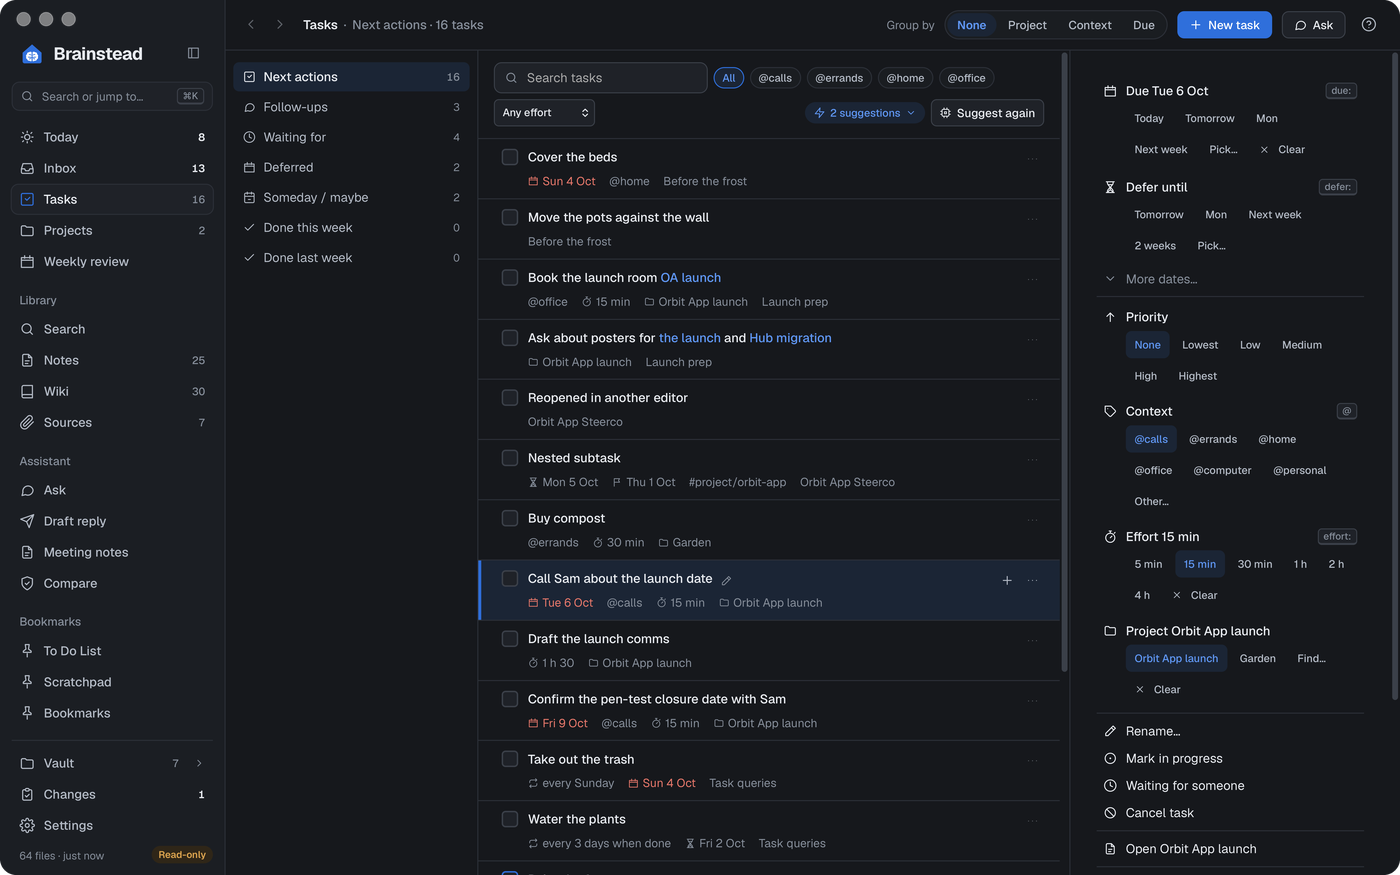 Brainstead
Search or jump to… ⌘K
Today 8
Inbox 13
Tasks 16
Projects 2
Weekly review
Library
Search
Notes 25
Wiki 30
Sources 7
Assistant
Ask
Draft reply
Meeting notes
Compare
Bookmarks
To Do List
Scratchpad
Bookmarks
Vault 7
Changes 1
Settings
64 files · just now Read-only
Tasks · Next actions · 16 tasks
Group by None Project Context Due
New task
Ask
Next actions 16
Follow-ups 3
Waiting for 4
Deferred 2
Someday / maybe 2
Done this week 0
Done last week 0
Search tasks All @calls @errands @home @office
Any effort 2 suggestions Suggest again
Cover the beds
Sun 4 Oct @home Before the frost
Move the pots against the wall
Before the frost
Book the launch room OA launch
@office 15 min Orbit App launch Launch prep
Ask about posters for the launch and Hub migration
Orbit App launch Launch prep
Reopened in another editor
Orbit App Steerco
Nested subtask
Mon 5 Oct Thu 1 Oct #project/orbit-app Orbit App Steerco
Buy compost
@errands 30 min Garden
Call Sam about the launch date
Tue 6 Oct @calls 15 min Orbit App launch
Draft the launch comms
1 h 30 Orbit App launch
Confirm the pen-test closure date with Sam
Fri 9 Oct @calls 15 min Orbit App launch
Take out the trash
every Sunday Sun 4 Oct Task queries
Water the plants
every 3 days when done Fri 2 Oct Task queries
Due Tue 6 Oct due:
Today Tomorrow Mon
Next week Pick… Clear
Defer until defer:
Tomorrow Mon Next week
2 weeks Pick…
More dates…
Priority
None Lowest Low Medium
High Highest
Context @
@calls @errands @home
@office @computer @personal
Other…
Effort 15 min effort:
5 min 15 min 30 min 1 h 2 h
4 h Clear
Project Orbit App launch
Orbit App launch Garden Find…
Clear
Rename…
Mark in progress
Waiting for someone
Cancel task
Open Orbit App launch